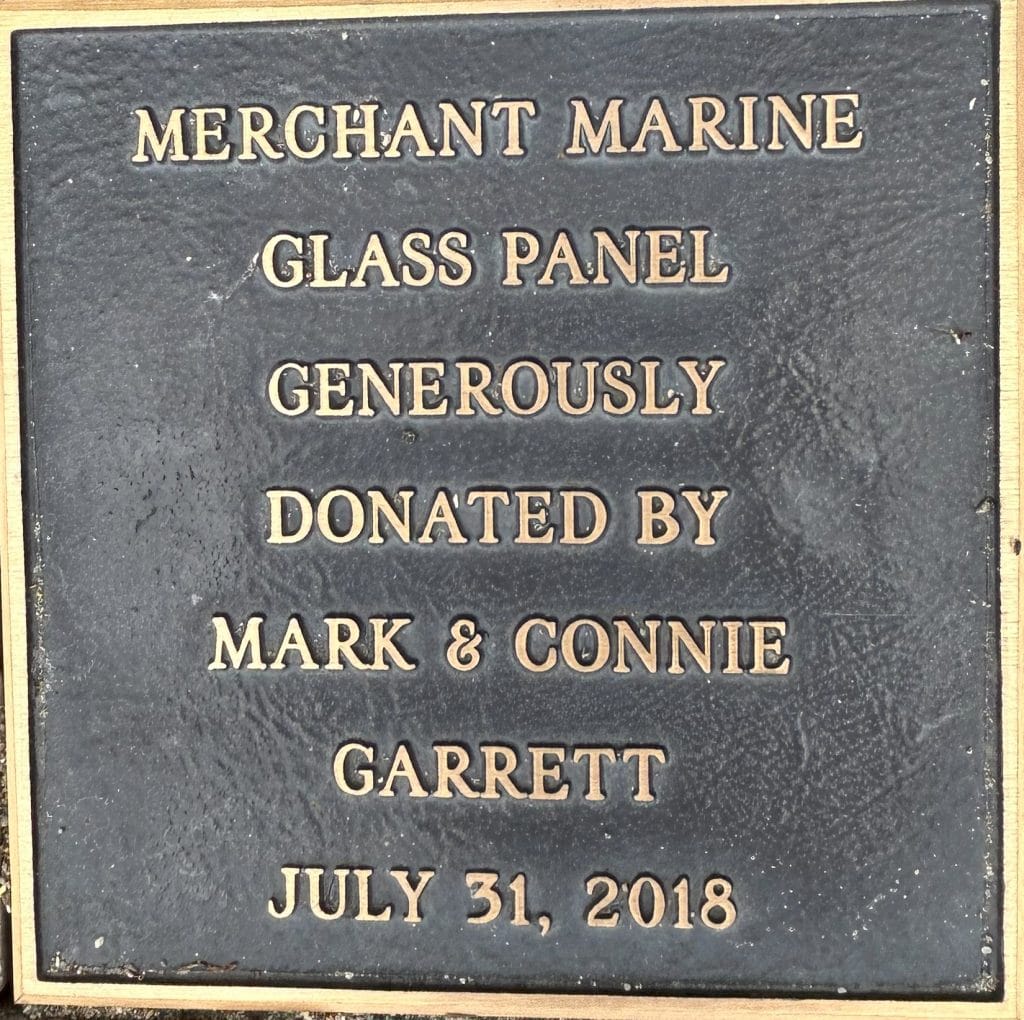 MERCHANT MARINE
GLASS PANEL
GENEROUSLY
DONATED BY
MARK & CONNIE
GARRETT
JULY 31, 2018